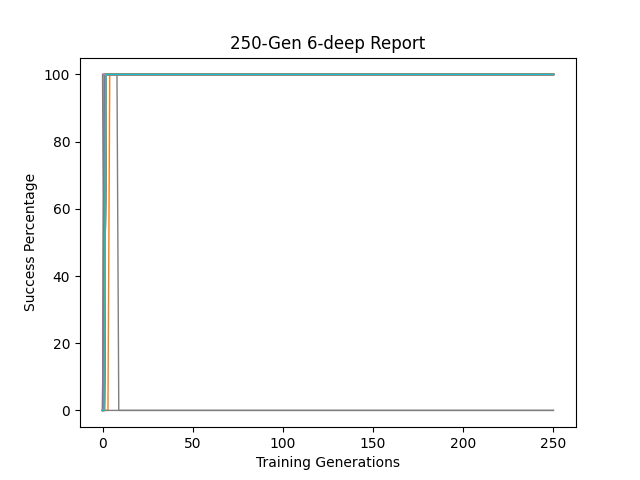 250-Gen 6-deep Report
100
80
60
40
20
0
Success Percentage
0 50 100 150 200 250
Training Generations